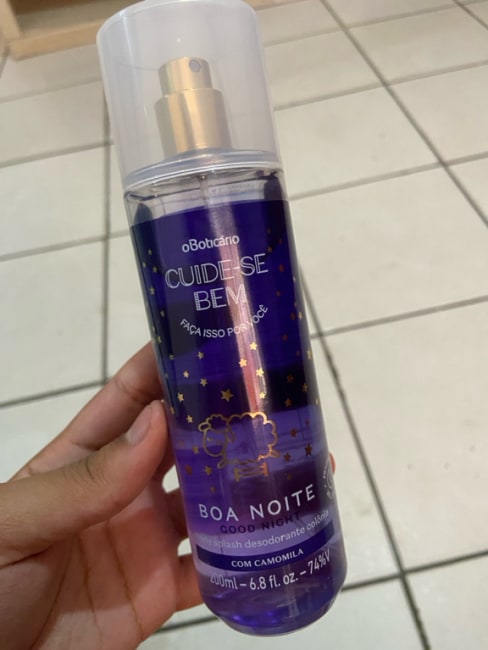 oBoticário
CUIDE-SE
BEM
FAÇA ISSO POR VOCÊ
BOA NOITE
GOOD NIGHT
splash desodorante colônia
COM CAMOMILA
200ml – 6.8 fl. oz. – 74%V